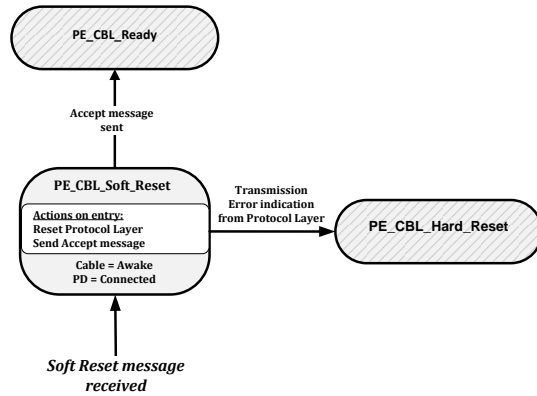 PE_CBL_Ready
Accept message
sent
PE_CBL_Soft_Reset
Actions on entry:
Reset Protocol Layer
Send Accept message
Cable = Awake
PD = Connected
Transmission
Error indication
from Protocol Layer
PE_CBL_Hard_Reset
Soft Reset message
received